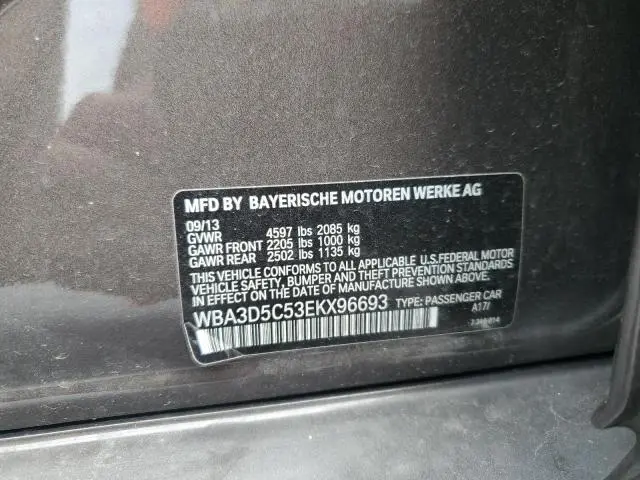 MFD BY BAYERISCHE MOTOREN WERKE AG
09/13
GVWR 4597 lbs 2085 kg
GAWR FRONT 2205 lbs 1000 kg
GAWR REAR 2502 lbs 1135 kg
THIS VEHICLE CONFORMS TO ALL APPLICABLE U.S.FEDERAL MOTOR
VEHICLE SAFETY, BUMPER AND THEFT PREVENTION STANDARDS
IN EFFECT ON THE DATE OF MANUFACTURE SHOWN ABOVE.
WBA3D5C53EKX96693 TYPE: PASSENGER CAR
A17/